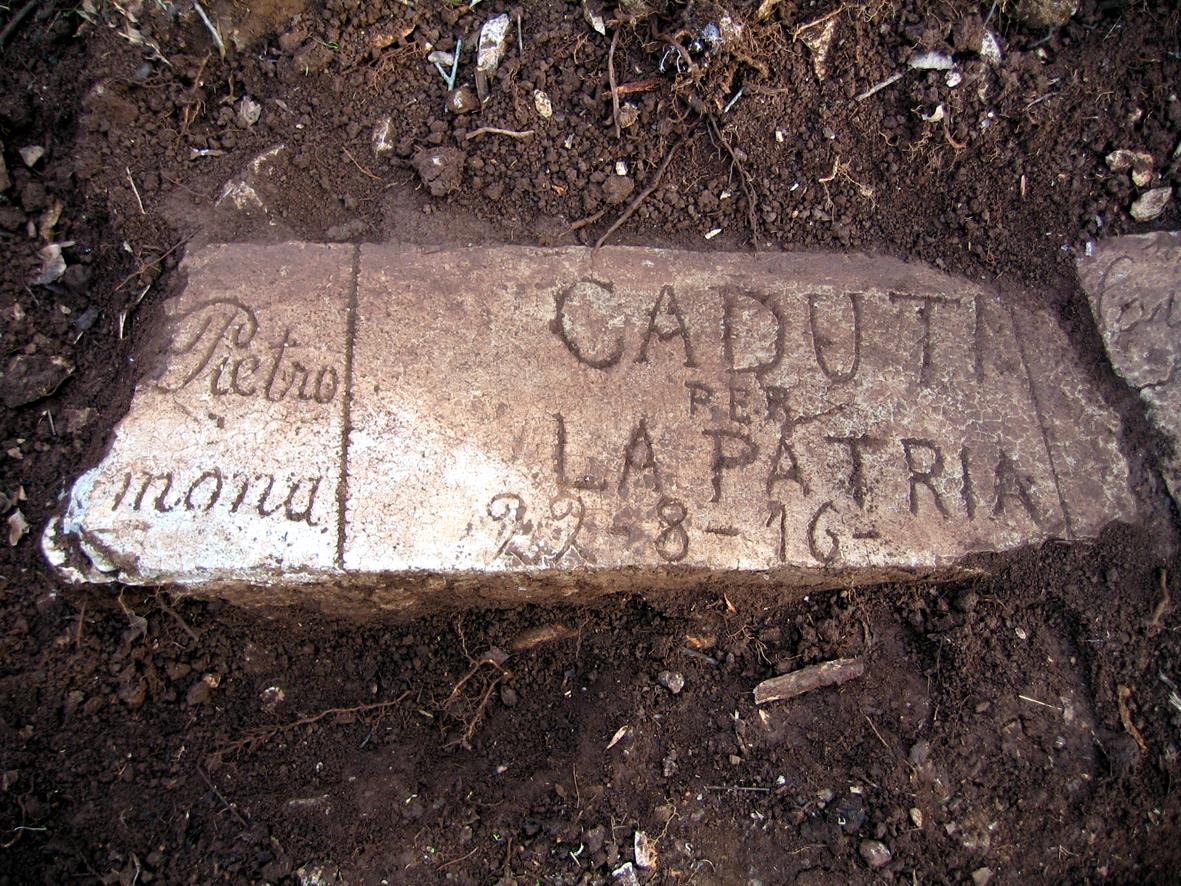 Pietro
CADUTI
PER
LA PATRIA
monu.
22-8-16-